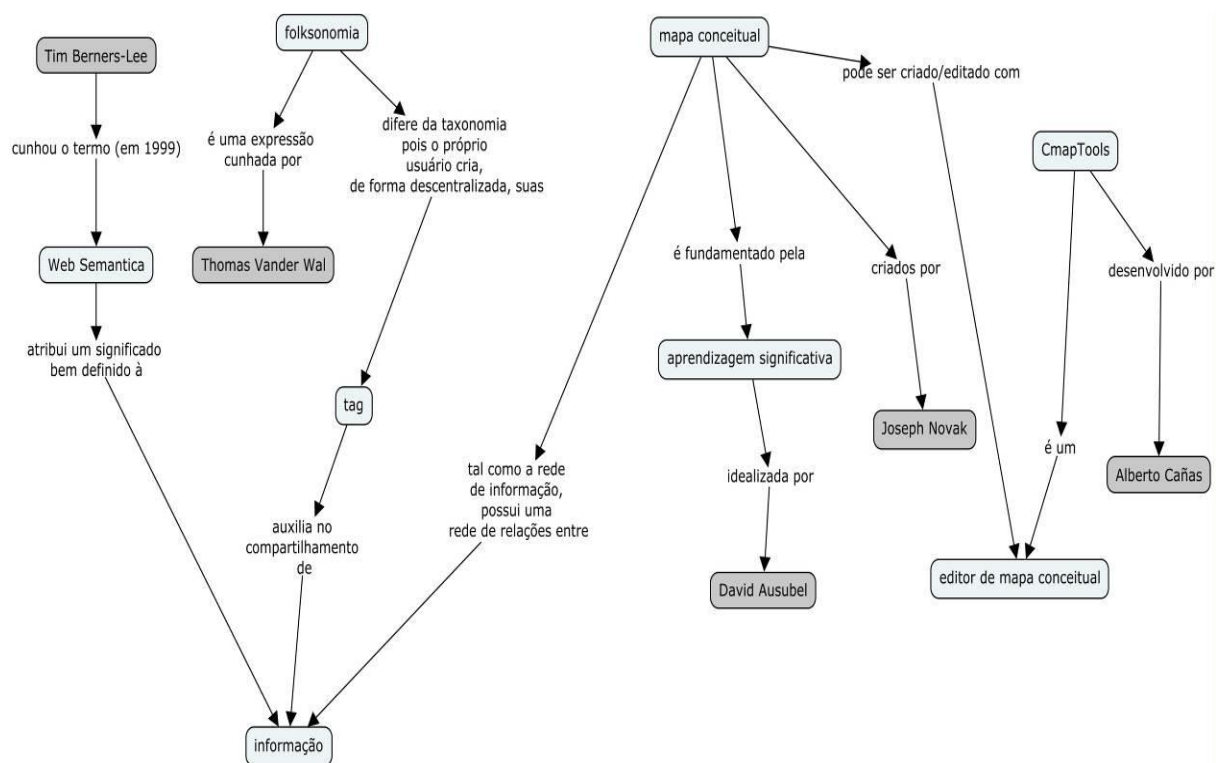 folksonomia
mapa conceitual
Tim Berners-Lee
pode ser criado/editado com
cunhou o termo (em 1999)
é uma expressão
cunhada por
difere da taxonomia
pois o próprio
usuário cria,
de forma descentralizada, suas
CmapTools
Web Semantica
Thomas Vander Wal
é fundamentado pela
criados por
desenvolvido por
atribui um significado
bem definido à
aprendizagem significativa
tag
Joseph Novak
é um
Alberto Cañas
tal como a rede
de informação,
possui uma
rede de relações entre
idealizada por
auxilia no
compartilhamento
de
David Ausubel
editor de mapa conceitual
informação